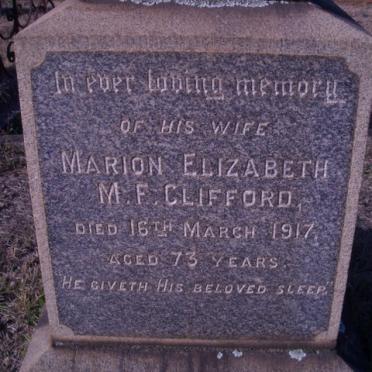 In ever loving memory
OF HIS WIFE
MARION ELIZABETH
M.F. CLIFFORD,
DIED 16TH MARCH 1917,
AGED 73 YEARS.
"HE GIVETH HIS BELOVED SLEEP."